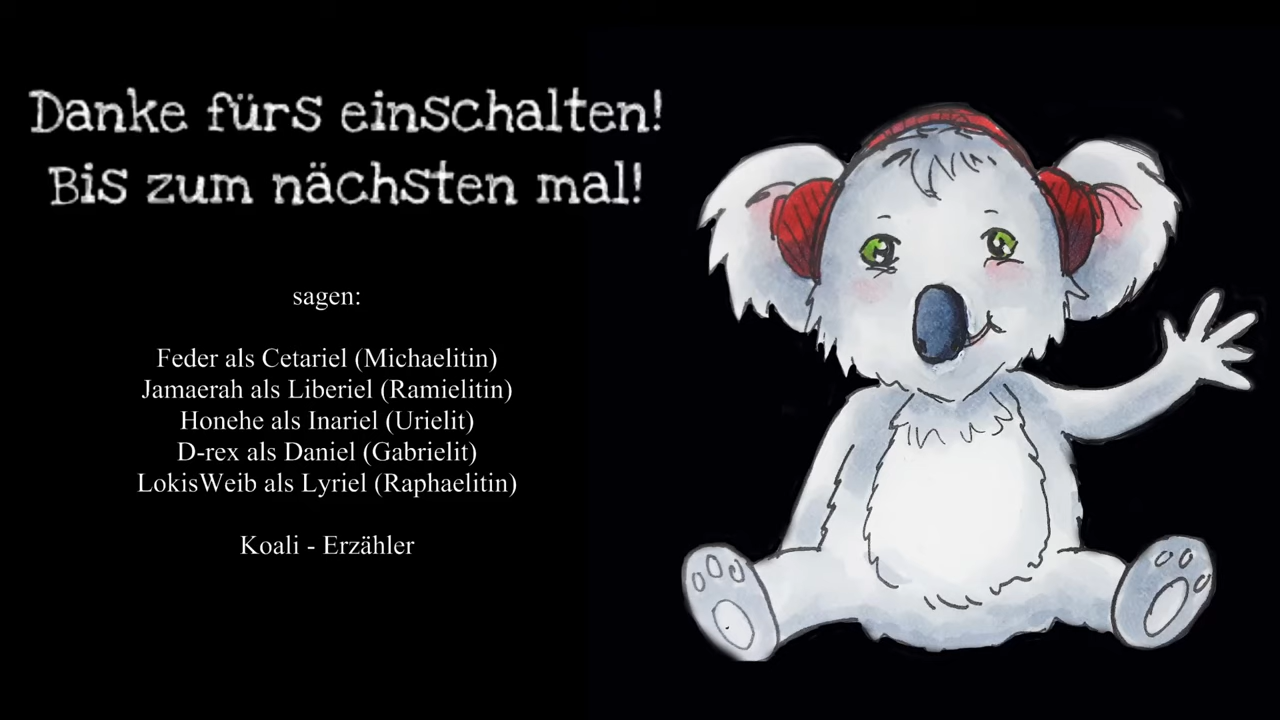 Danke fürs einschalten!
Bis zum nächsten mal!
sagen:
Feder als Cetariel (Michaelitin)
Jamaerah als Liberiel (Ramielitin)
Honehe als Inariel (Urielit)
D-rex als Daniel (Gabrielit)
LokisWeib als Lyriel (Raphaelitin)
Koali - Erzähler